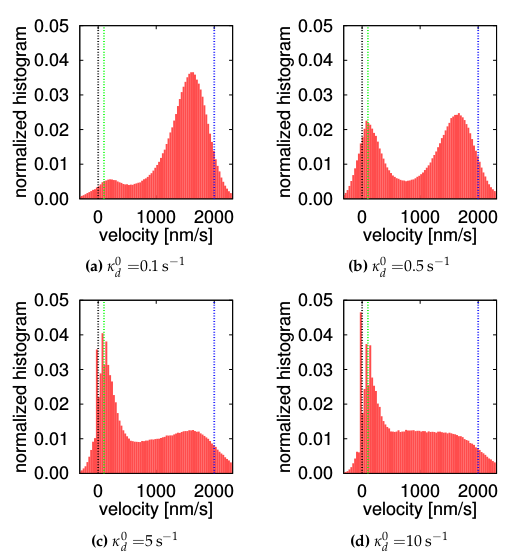 normalized histogram
0.05
0.04
0.03
0.02
0.01
0.00
0 1000 2000
velocity [nm/s]
(a) κ_d^0 =0.1 s^−1
normalized histogram
0.05
0.04
0.03
0.02
0.01
0.00
0 1000 2000
velocity [nm/s]
(b) κ_d^0 =0.5 s^−1
normalized histogram
0.05
0.04
0.03
0.02
0.01
0.00
0 1000 2000
velocity [nm/s]
(c) κ_d^0 =5 s^−1
normalized histogram
0.05
0.04
0.03
0.02
0.01
0.00
0 1000 2000
velocity [nm/s]
(d) κ_d^0 =10 s^−1